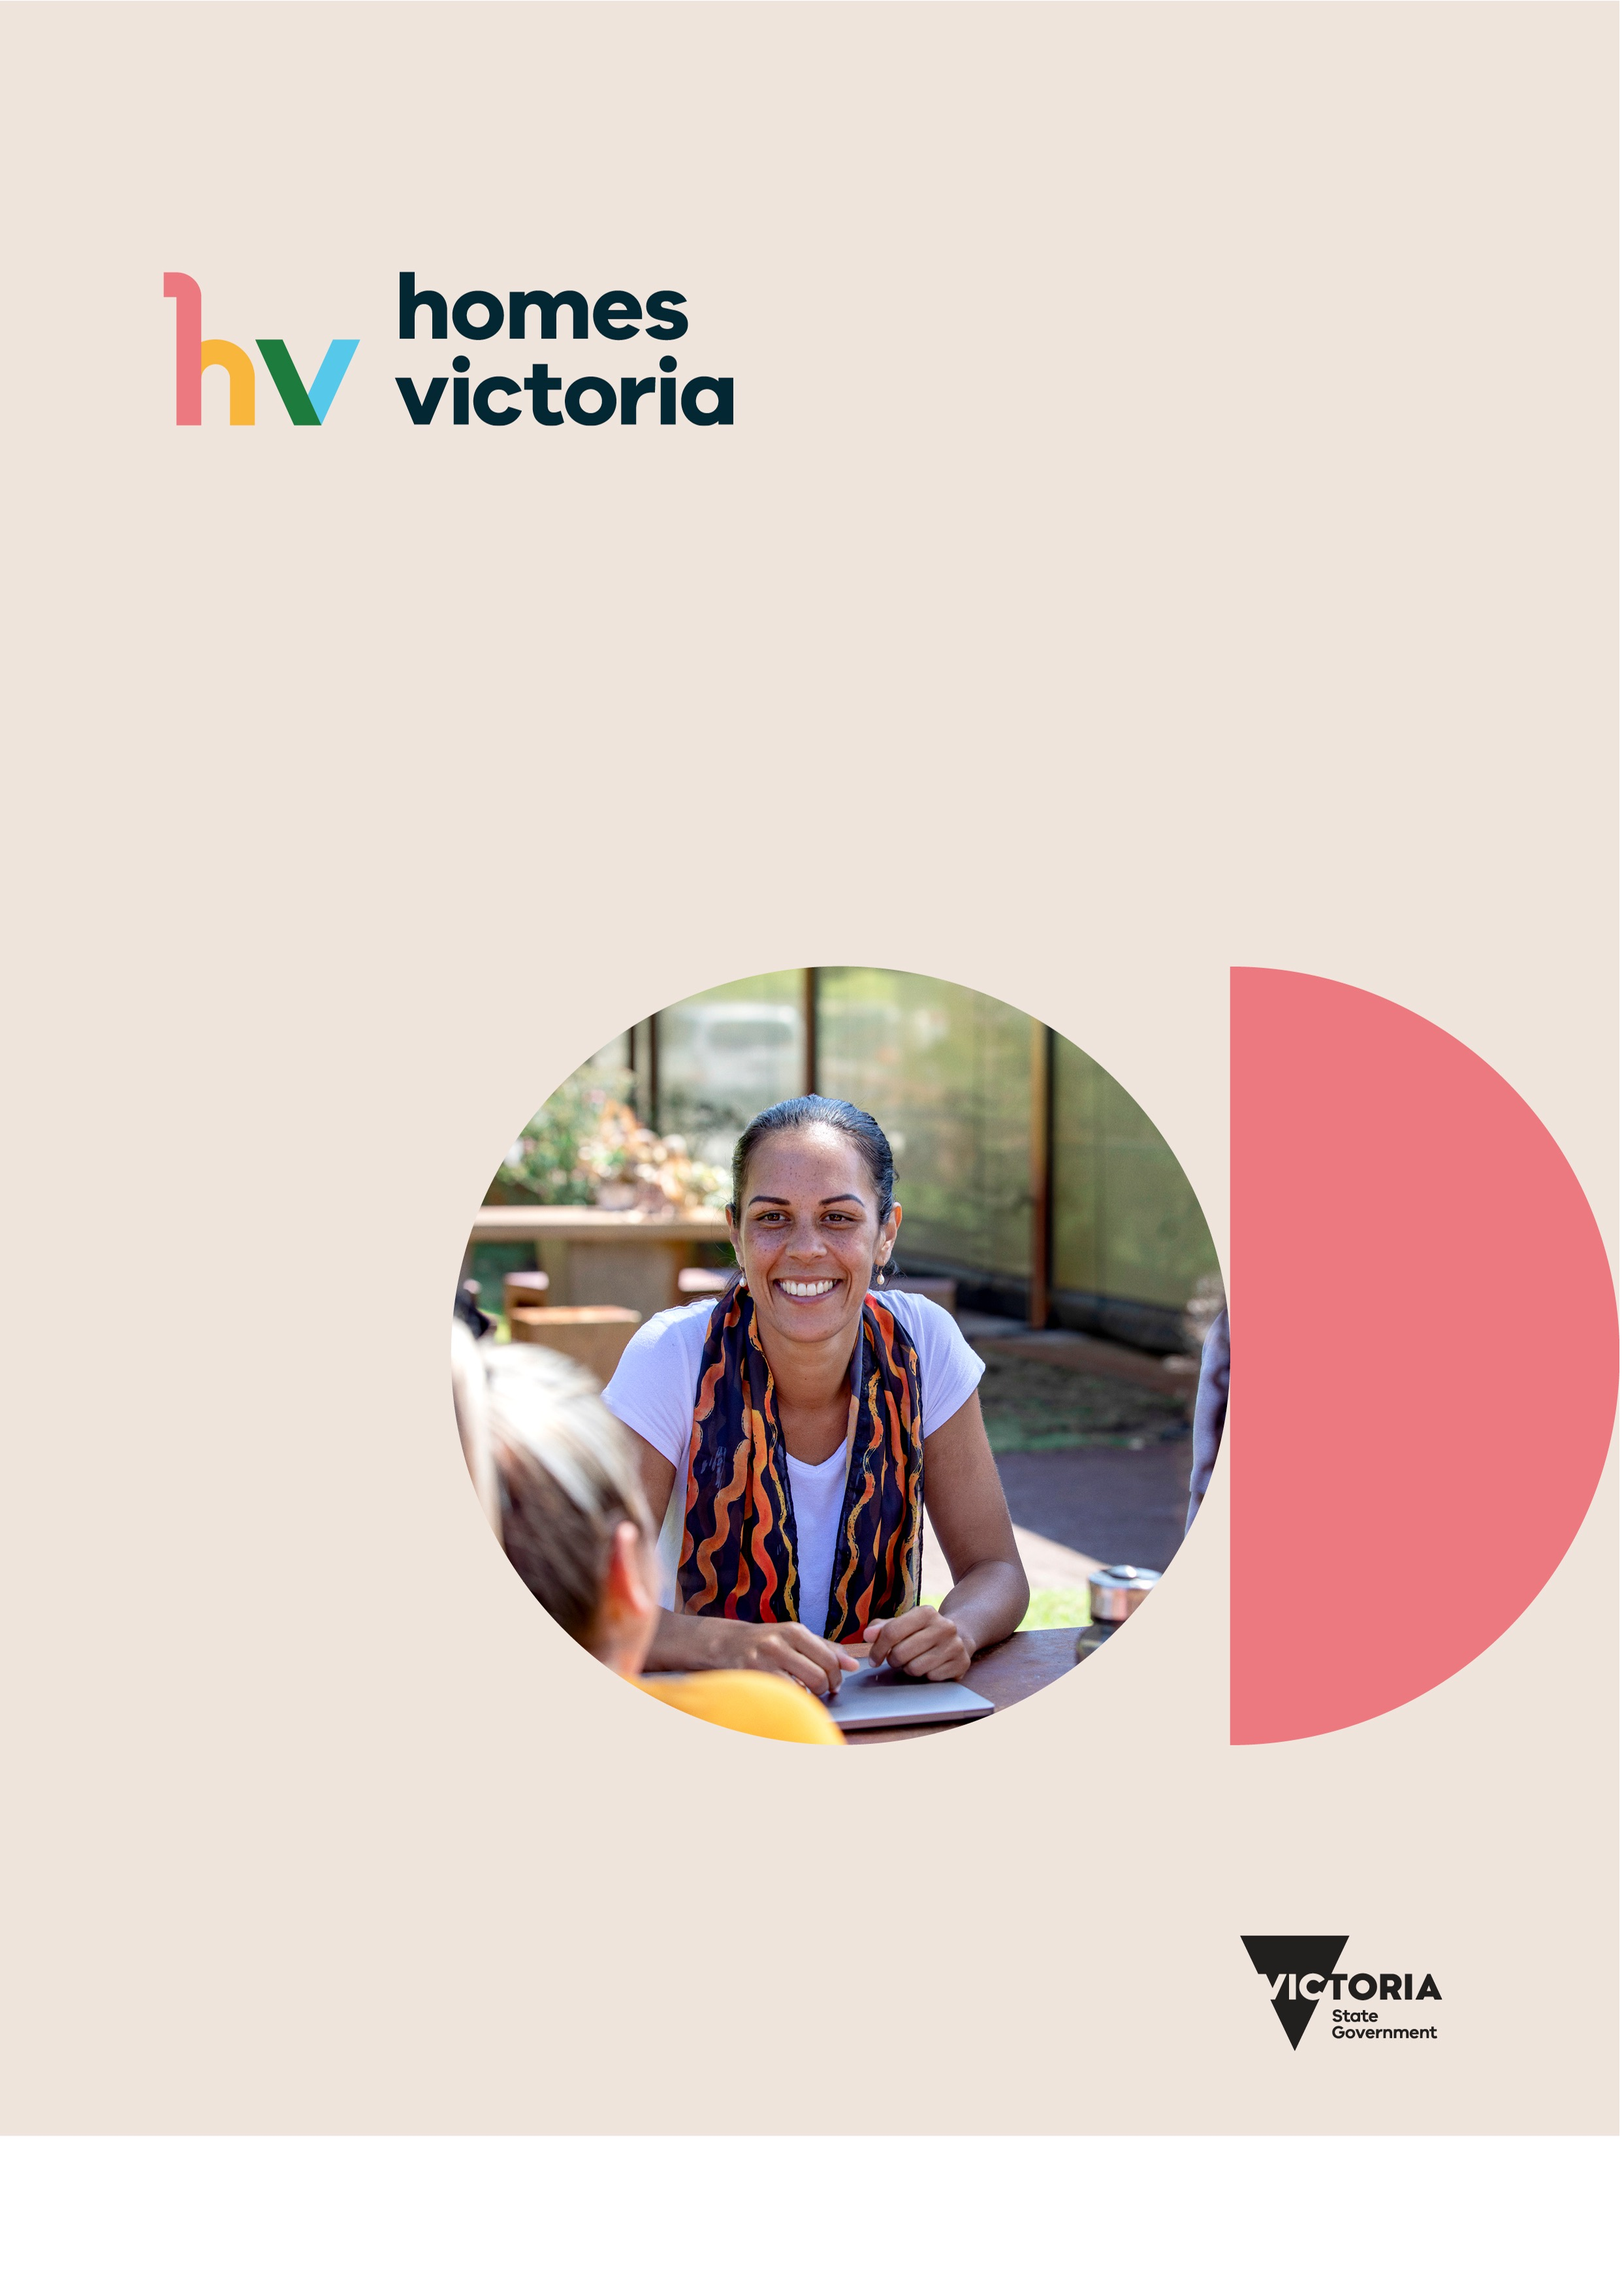 hv
homes
victoria
VICTORIA
State
Government